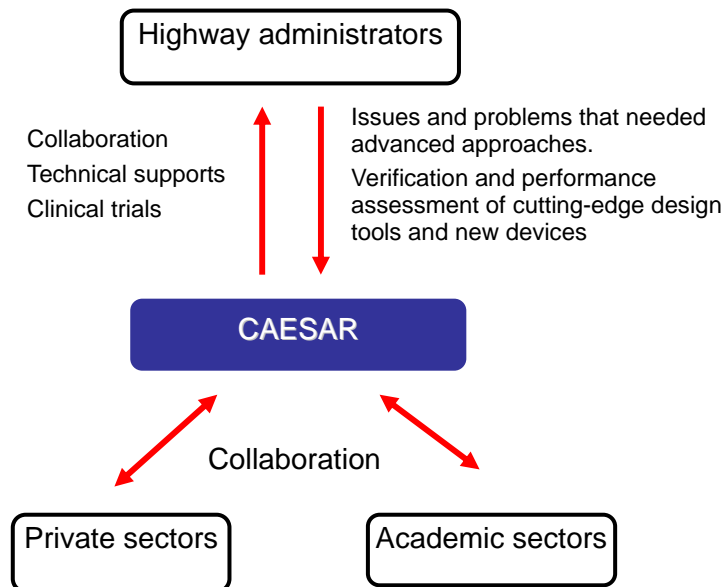 Highway administrators
Collaboration
Technical supports
Clinical trials
Issues and problems that needed
advanced approaches.
Verification and performance
assessment of cutting-edge design
tools and new devices
CAESAR
Collaboration
Private sectors
Academic sectors